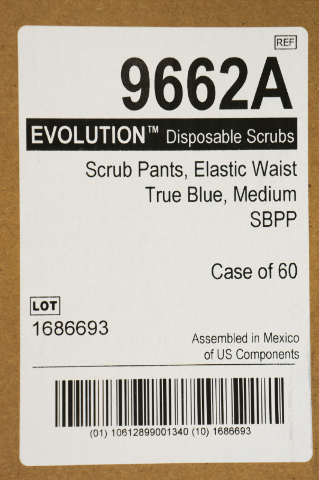 REF
9662A
EVOLUTION™ Disposable Scrubs
Scrub Pants, Elastic Waist
True Blue, Medium
SBPP
Case of 60
LOT
1686693
Assembled in Mexico
of US Components
(01) 10612899001340 (10) 1686693